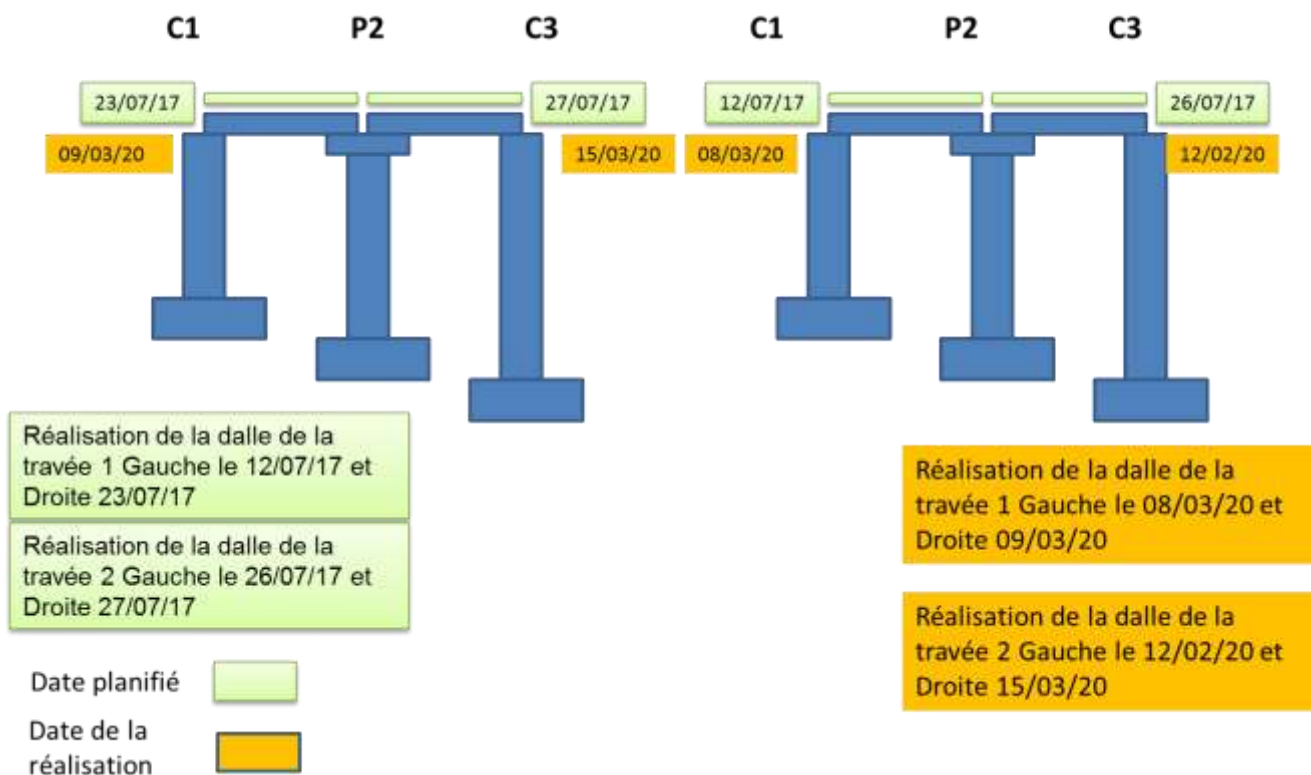 C1 P2 C3 C1 P2 C3
23/07/17 27/07/17 12/07/17 26/07/17
09/03/20 15/03/20 08/03/20 12/02/20
Réalisation de la dalle de la
travée 1 Gauche le 12/07/17 et
Droite 23/07/17
Réalisation de la dalle de la
travée 2 Gauche le 26/07/17 et
Droite 27/07/17
Réalisation de la dalle de la
travée 1 Gauche le 08/03/20 et
Droite 09/03/20
Réalisation de la dalle de la
travée 2 Gauche le 12/02/20 et
Droite 15/03/20
Date planifié
Date de la
réalisation